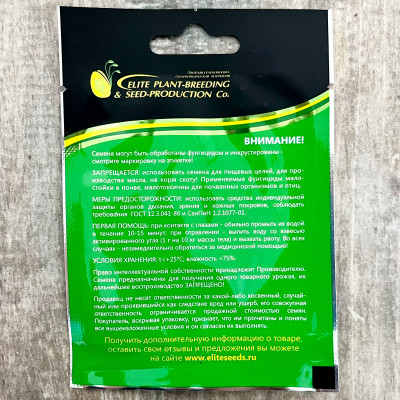 Элитная селекционно-
семеноводческая компания
ELITE PLANT-BREEDING
& SEED-PRODUCTION Co.
ВНИМАНИЕ!
Семена могут быть обработаны фунгицидом и инкрустированы -
смотрите маркировку на этикетке!
ЗАПРЕЩАЕТСЯ: использовать семена для пищевых целей, для про-
изводства масла, на корм скоту! Применяемые фунгициды мало-
стойки в почве, малотоксичны для почвенных организмов и птиц.
МЕРЫ ПРЕДОСТОРОЖНОСТИ: использовать средства индивидуальной
защиты органов дыхания, зрения и кожных покровов, соблюдать
требования ГОСТ 12.3.041-86 и СанПиН 1.2.1077-01.
ПЕРВАЯ ПОМОЩЬ: при контакте с глазами - обильно промыть их водой
в течение 10-15 минут, при отравлении - выпить воду со взвесью
активированного угля (1 г на 10 кг массы тела) и вызвать рвоту. Во всех
случаях - незамедлительно обратиться за медицинской помощью!
УСЛОВИЯ ХРАНЕНИЯ: t<+25°C; влажность <75%.
Право интеллектуальной собственности принадлежит Производителю.
Семена предназначены для получения одного товарного урожая, их
дальнейшее воспроизводство ЗАПРЕЩЕНО!
Продавец не несет ответственности за какой-либо косвенный, случай-
ный или проявившийся как следствие вред или ущерб, его совокупная
ответственность ограничивается продажной стоимостью семян.
Покупатель, вскрывая упаковку, признает, что им прочитаны и поняты
все вышеизложенные условия и он согласен их выполнять.
Получить дополнительную информацию о товаре,
оставить свои отзывы и предложения вы можете
на сайте www.eliteseeds.ru